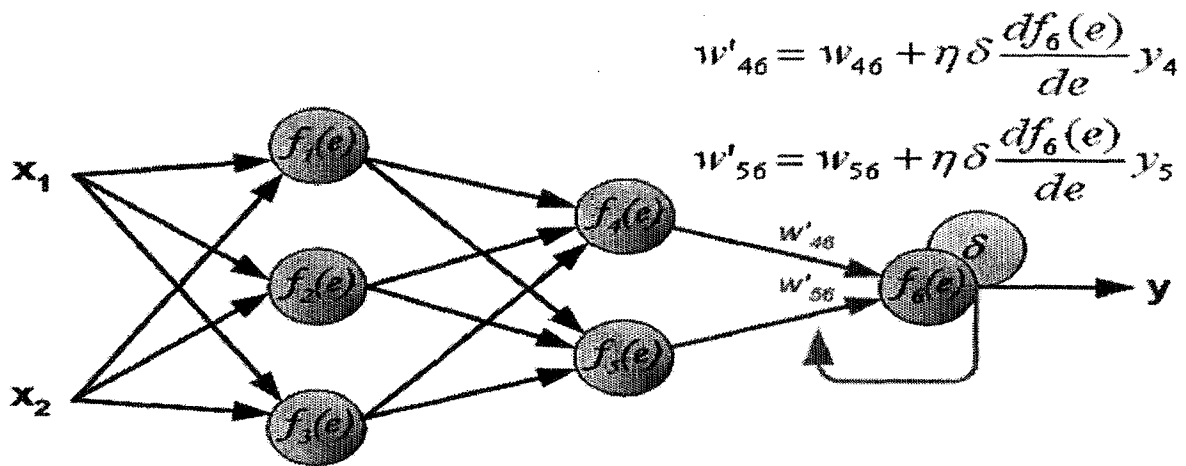 w'₄₆ = w₄₆ + η δ df₆(e)/de y₄
w'₅₆ = w₅₆ + η δ df₆(e)/de y₅
x₁
x₂
f₁(e)
f₂(e)
f₃(e)
f₄(e)
f₅(e)
w'₄₆
w'₅₆
f₆(e)
δ
y